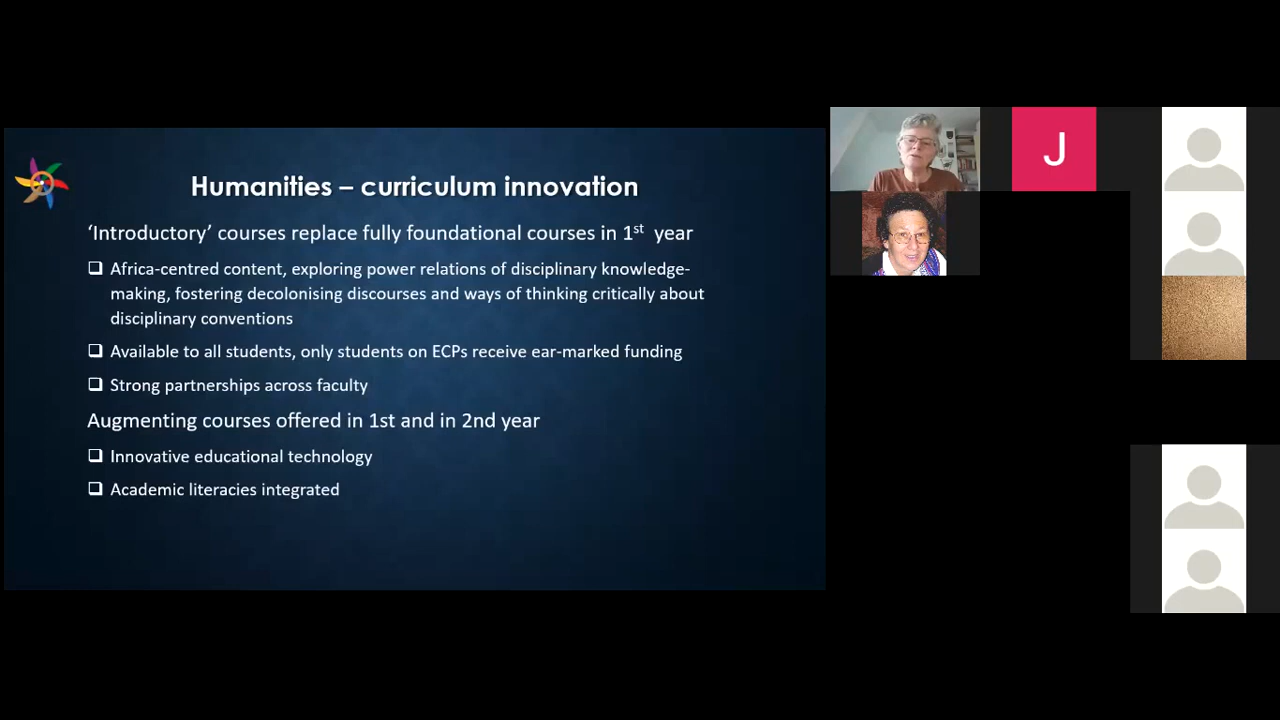 Humanities – curriculum innovation
‘Introductory’ courses replace fully foundational courses in 1st year
Africa-centred content, exploring power relations of disciplinary knowledge-
making, fostering decolonising discourses and ways of thinking critically about
disciplinary conventions
Available to all students, only students on ECPs receive ear-marked funding
Strong partnerships across faculty
Augmenting courses offered in 1st and in 2nd year
Innovative educational technology
Academic literacies integrated
J